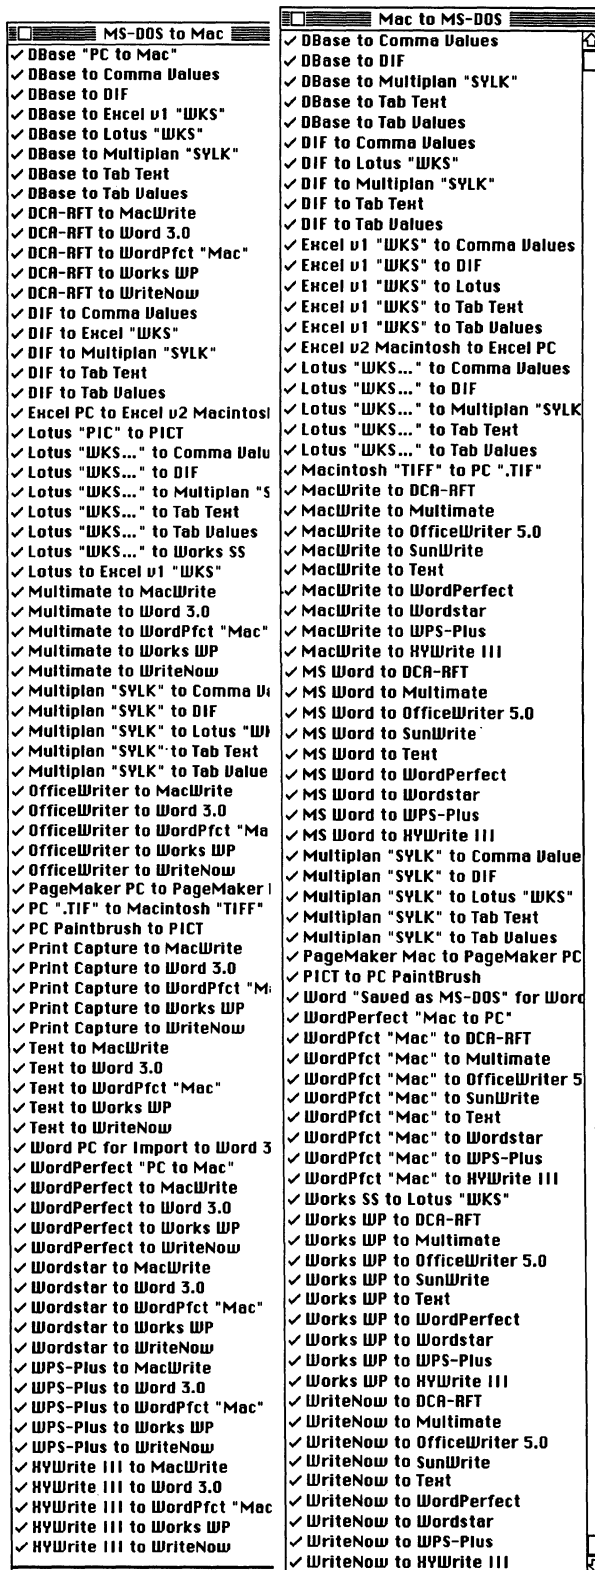 MS-DOS to Mac
✓ DBase "PC to Mac"
✓ DBase to Comma Values
✓ DBase to DIF
✓ DBase to Excel v1 "WKS"
✓ DBase to Lotus "WKS"
✓ DBase to Multiplan "SYLK"
✓ DBase to Tab Text
✓ DBase to Tab Values
✓ DCA-RFT to MacWrite
✓ DCA-RFT to Word 3.0
✓ DCA-RFT to WordPfct "Mac"
✓ DCA-RFT to Works WP
✓ DCA-RFT to WriteNow
✓ DIF to Comma Values
✓ DIF to Excel "WKS"
✓ DIF to Multiplan "SYLK"
✓ DIF to Tab Text
✓ DIF to Tab Values
✓ Excel PC to Excel v2 Macintosl
✓ Lotus "PIC" to PICT
✓ Lotus "WKS..." to Comma Valu
✓ Lotus "WKS..." to DIF
✓ Lotus "WKS..." to Multiplan "S
✓ Lotus "WKS..." to Tab Text
✓ Lotus "WKS..." to Tab Values
✓ Lotus "WKS..." to Works SS
✓ Lotus to Excel v1 "WKS"
✓ Multimate to MacWrite
✓ Multimate to Word 3.0
✓ Multimate to WordPfct "Mac"
✓ Multimate to Works WP
✓ Multimate to WriteNow
✓ Multiplan "SYLK" to Comma Va
✓ Multiplan "SYLK" to DIF
✓ Multiplan "SYLK" to Lotus "WK
✓ Multiplan "SYLK" to Tab Text
✓ Multiplan "SYLK" to Tab Value
✓ OfficeWriter to MacWrite
✓ OfficeWriter to Word 3.0
✓ OfficeWriter to WordPfct "Ma
✓ OfficeWriter to Works WP
✓ OfficeWriter to WriteNow
✓ PageMaker PC to PageMaker
✓ PC ".TIF" to Macintosh "TIFF"
✓ PC Paintbrush to PICT
✓ Print Capture to MacWrite
✓ Print Capture to Word 3.0
✓ Print Capture to WordPfct "Ma
✓ Print Capture to Works WP
✓ Print Capture to WriteNow
✓ Text to MacWrite
✓ Text to Word 3.0
✓ Text to WordPfct "Mac"
✓ Text to Works WP
✓ Text to WriteNow
✓ Word PC for Import to Word 3
✓ WordPerfect "PC to Mac"
✓ WordPerfect to MacWrite
✓ WordPerfect to Word 3.0
✓ WordPerfect to Works WP
✓ WordPerfect to WriteNow
✓ Wordstar to MacWrite
✓ Wordstar to Word 3.0
✓ Wordstar to WordPfct "Mac"
✓ Wordstar to Works WP
✓ Wordstar to WriteNow
✓ WPS-Plus to MacWrite
✓ WPS-Plus to Word 3.0
✓ WPS-Plus to WordPfct "Mac"
✓ WPS-Plus to Works WP
✓ WPS-Plus to WriteNow
✓ XYWrite III to MacWrite
✓ XYWrite III to Word 3.0
✓ XYWrite III to WordPfct "Mac
✓ XYWrite III to Works WP
✓ XYWrite III to WriteNow
Mac to MS-DOS
✓ DBase to Comma Values
✓ DBase to DIF
✓ DBase to Multiplan "SYLK"
✓ DBase to Tab Text
✓ DBase to Tab Values
✓ DIF to Comma Values
✓ DIF to Lotus "WKS"
✓ DIF to Multiplan "SYLK"
✓ DIF to Tab Text
✓ DIF to Tab Values
✓ Excel v1 "WKS" to Comma Values
✓ Excel v1 "WKS" to DIF
✓ Excel v1 "WKS" to Lotus
✓ Excel v1 "WKS" to Tab Text
✓ Excel v1 "WKS" to Tab Values
✓ Excel v2 Macintosh to Excel PC
✓ Lotus "WKS..." to Comma Values
✓ Lotus "WKS..." to DIF
✓ Lotus "WKS..." to Multiplan "SYLK
✓ Lotus "WKS..." to Tab Text
✓ Lotus "WKS..." to Tab Values
✓ Macintosh "TIFF" to PC ".TIF"
✓ MacWrite to DCA-RFT
✓ MacWrite to Multimate
✓ MacWrite to OfficeWriter 5.0
✓ MacWrite to SunWrite
✓ MacWrite to Text
✓ MacWrite to WordPerfect
✓ MacWrite to Wordstar
✓ MacWrite to WPS-Plus
✓ MacWrite to XYWrite III
✓ MS Word to DCA-RFT
✓ MS Word to Multimate
✓ MS Word to OfficeWriter 5.0
✓ MS Word to SunWrite
✓ MS Word to Text
✓ MS Word to WordPerfect
✓ MS Word to Wordstar
✓ MS Word to WPS-Plus
✓ MS Word to XYWrite III
✓ Multiplan "SYLK" to Comma Value
✓ Multiplan "SYLK" to DIF
✓ Multiplan "SYLK" to Lotus "WKS"
✓ Multiplan "SYLK" to Tab Text
✓ Multiplan "SYLK" to Tab Values
✓ PageMaker Mac to PageMaker PC
✓ PICT to PC PaintBrush
✓ Word "Saved as MS-DOS" for Word
✓ WordPerfect "Mac to PC"
✓ WordPfct "Mac" to DCA-RFT
✓ WordPfct "Mac" to Multimate
✓ WordPfct "Mac" to OfficeWriter 5
✓ WordPfct "Mac" to SunWrite
✓ WordPfct "Mac" to Text
✓ WordPfct "Mac" to Wordstar
✓ WordPfct "Mac" to WPS-Plus
✓ WordPfct "Mac" to XYWrite III
✓ Works SS to Lotus "WKS"
✓ Works WP to DCA-RFT
✓ Works WP to Multimate
✓ Works WP to OfficeWriter 5.0
✓ Works WP to SunWrite
✓ Works WP to Text
✓ Works WP to WordPerfect
✓ Works WP to Wordstar
✓ Works WP to WPS-Plus
✓ Works WP to XYWrite III
✓ WriteNow to DCA-RFT
✓ WriteNow to Multimate
✓ WriteNow to OfficeWriter 5.0
✓ WriteNow to SunWrite
✓ WriteNow to Text
✓ WriteNow to WordPerfect
✓ WriteNow to Wordstar
✓ WriteNow to WPS-Plus
✓ WriteNow to XYWrite III